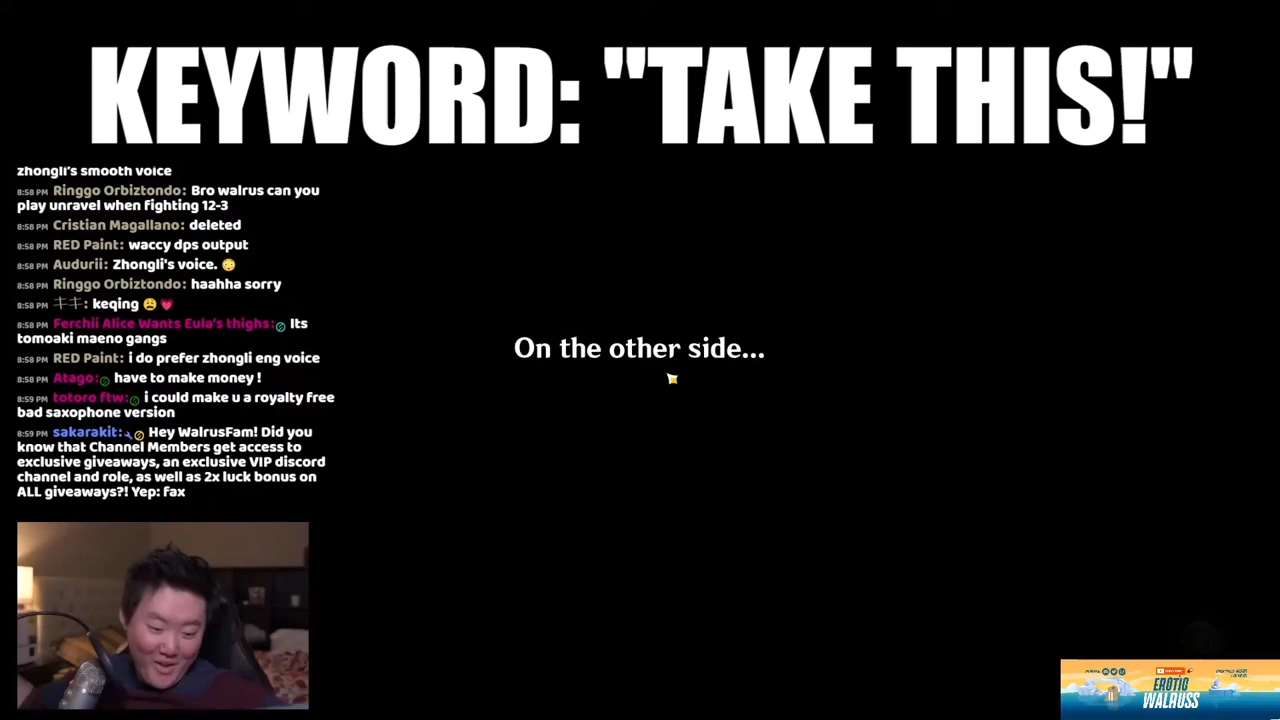 KEYWORD: "TAKE THIS!"
zhongli's smooth voice
8:58 PM Ringgo Orbiztondo: Bro walrus can you
play unravel when fighting 12-3
8:58 PM Cristian Magallano: deleted
8:58 PM RED Paint: waccy dps output
8:58 PM Audurii: Zhongli's voice. 😳
8:58 PM Ringgo Orbiztondo: haahha sorry
8:58 PM キキ: keqing 😩💗
8:58 PM Ferchii Alice Wants Eula's thighs: Its
tomoaki maeno gangs
8:58 PM RED Paint: i do prefer zhongli eng voice
8:58 PM Atago: have to make money !
8:59 PM totoro ftw: i could make u a royalty free
bad saxophone version
8:59 PM sakarakit: Hey WalrusFam! Did you
know that Channel Members get access to
exclusive giveaways, an exclusive VIP discord
channel and role, as well as 2x luck bonus on
ALL giveaways?! Yep: fax
On the other side...
EROTIC
WALRUSS